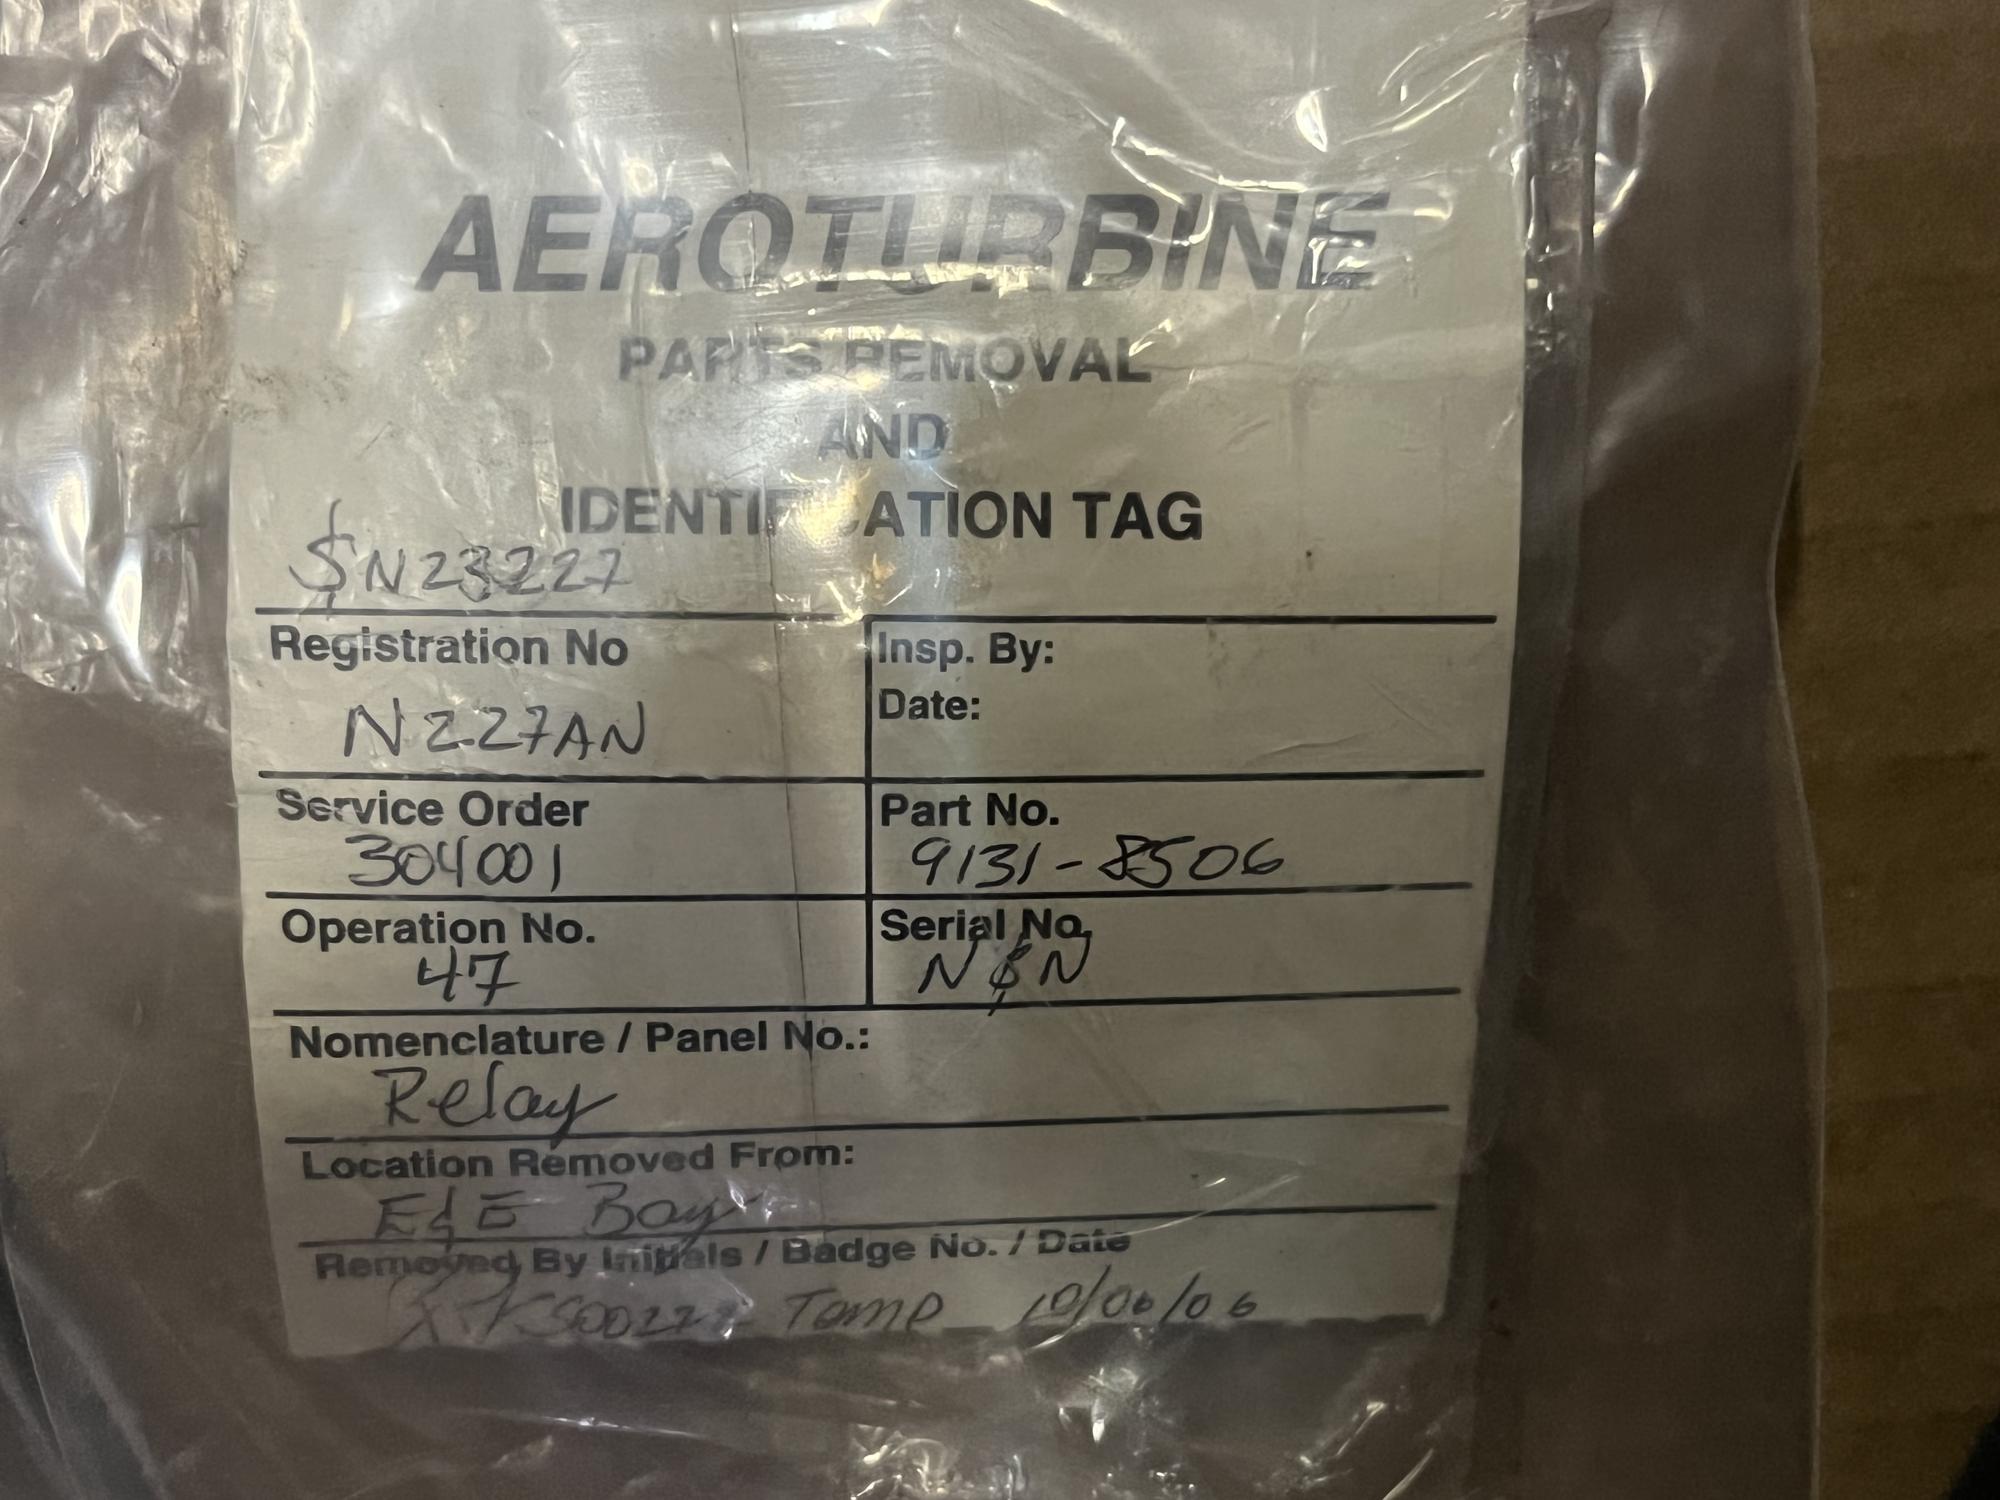 AEROTURBINE
PARTS REMOVAL
AND
IDENTIFICATION TAG
SN23227
Registration No
N227AN
Insp. By:
Date:
Service Order
304001
Part No.
9131-8506
Operation No.
47
Serial No.
NSN
Nomenclature / Panel No.:
Relay
Location Removed From:
E&E Bay
Removed By Initials / Badge No. / Date
Tomp 10/06/06